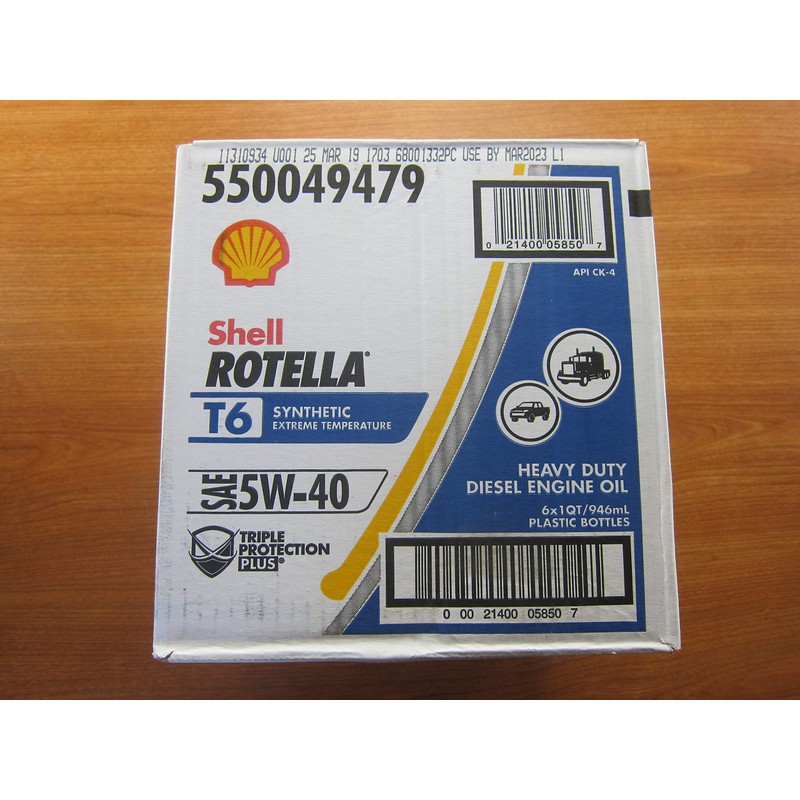 11310934 U001 25 MAR 19 1703 68001332PC USE BY MAR2023 L1
550049479
0 21400 05850 7
API CK-4
Shell
ROTELLA®
T6 SYNTHETIC
EXTREME TEMPERATURE
SAE 5W-40
HEAVY DUTY
DIESEL ENGINE OIL
6x1QT/946mL
PLASTIC BOTTLES
TRIPLE
PROTECTION
PLUS®
0 00 21400 05850 7